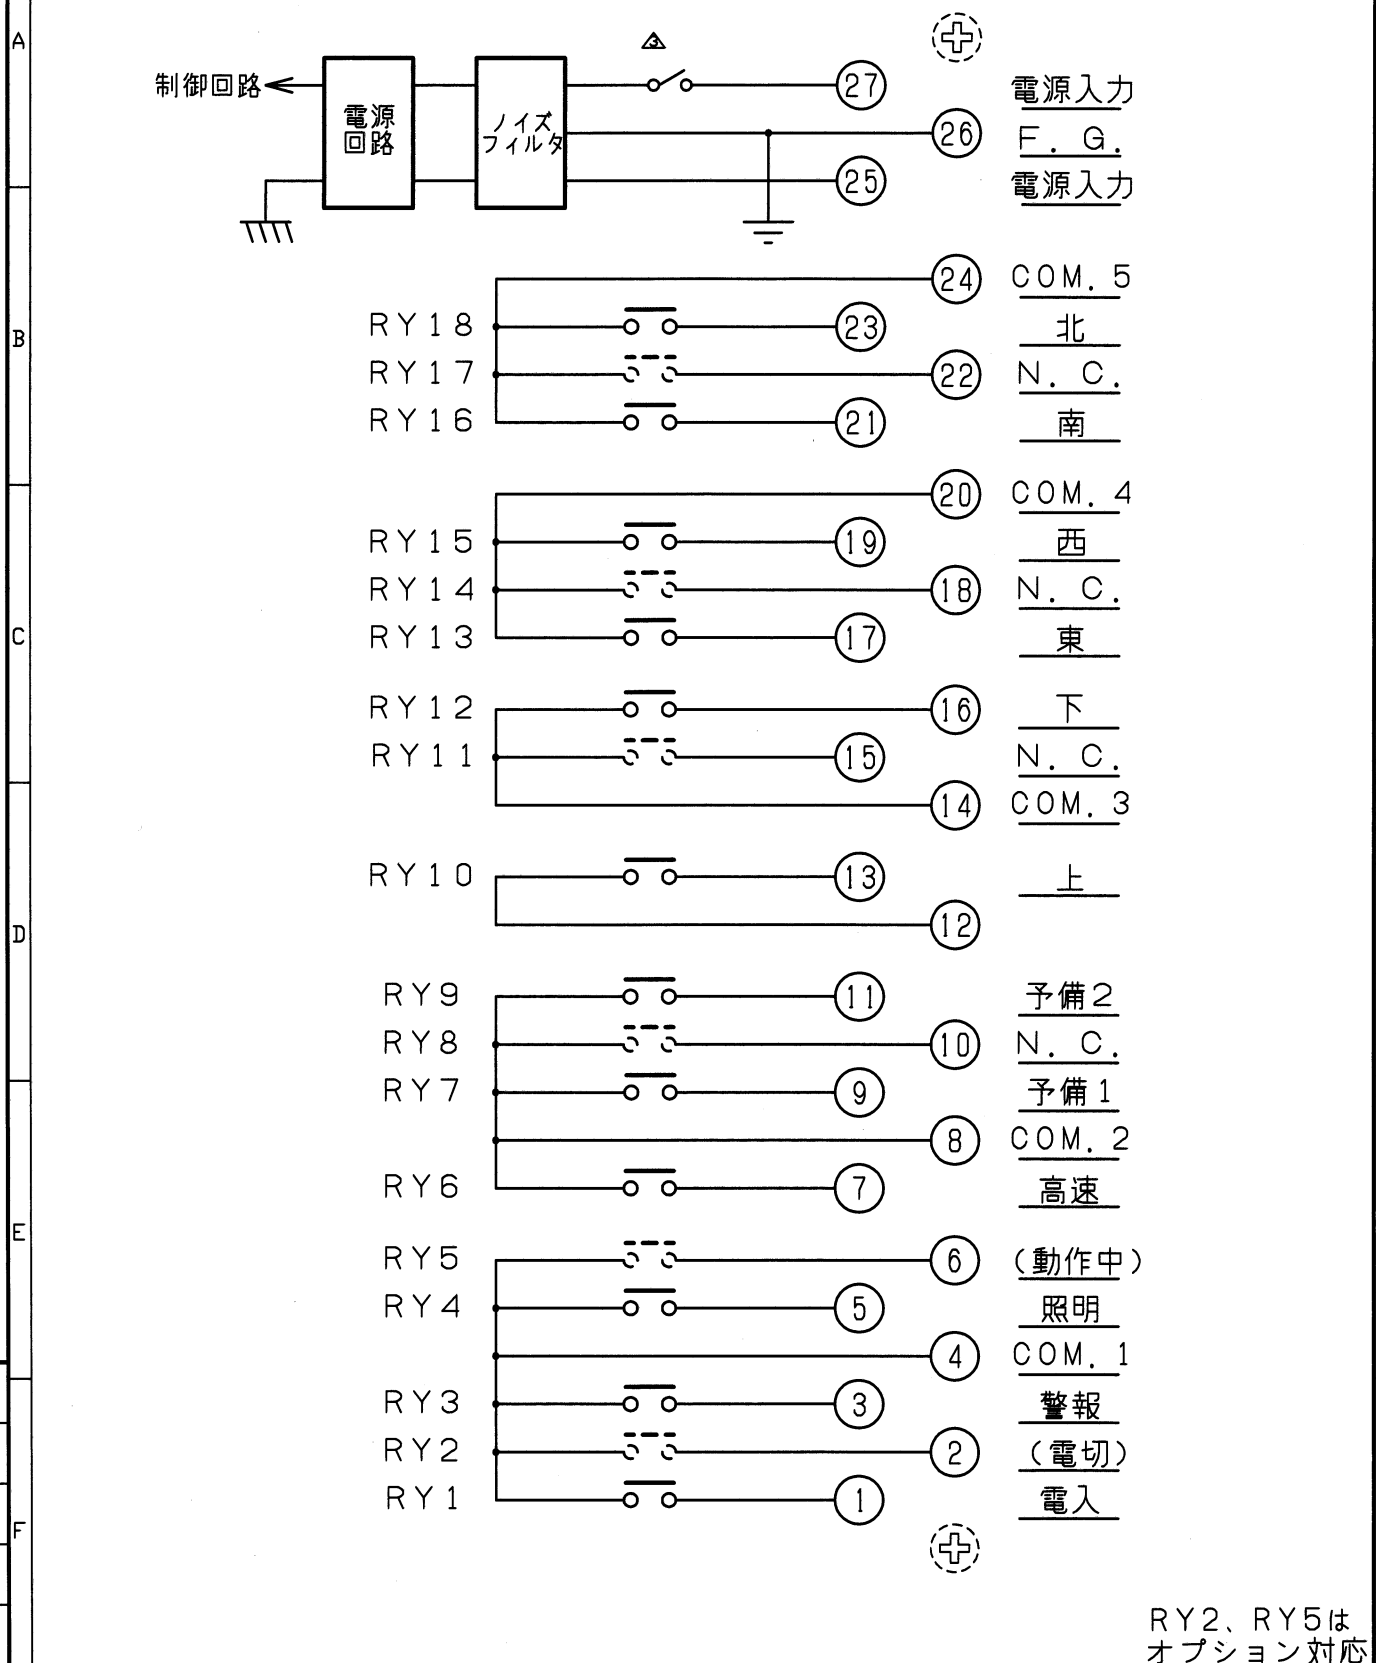 A
3
制御回路
電源
回路
ノイズ
フィルタ
27 電源入力
26 F. G.
25 電源入力
24 COM. 5
B
RY18 23 北
RY17 22 N. C.
RY16 21 南
20 COM. 4
RY15 19 西
RY14 18 N. C.
C
RY13 17 東
RY12 16 下
RY11 15 N. C.
14 COM. 3
RY10 13 上
D
12
RY9 11 予備2
RY8 10 N. C.
RY7 9 予備1
8 COM. 2
RY6 7 高速
E
RY5 6 (動作中)
RY4 5 照明
4 COM. 1
RY3 3 警報
RY2 2 (電切)
RY1 1 電入
F
RY2、RY5は
オプション対応